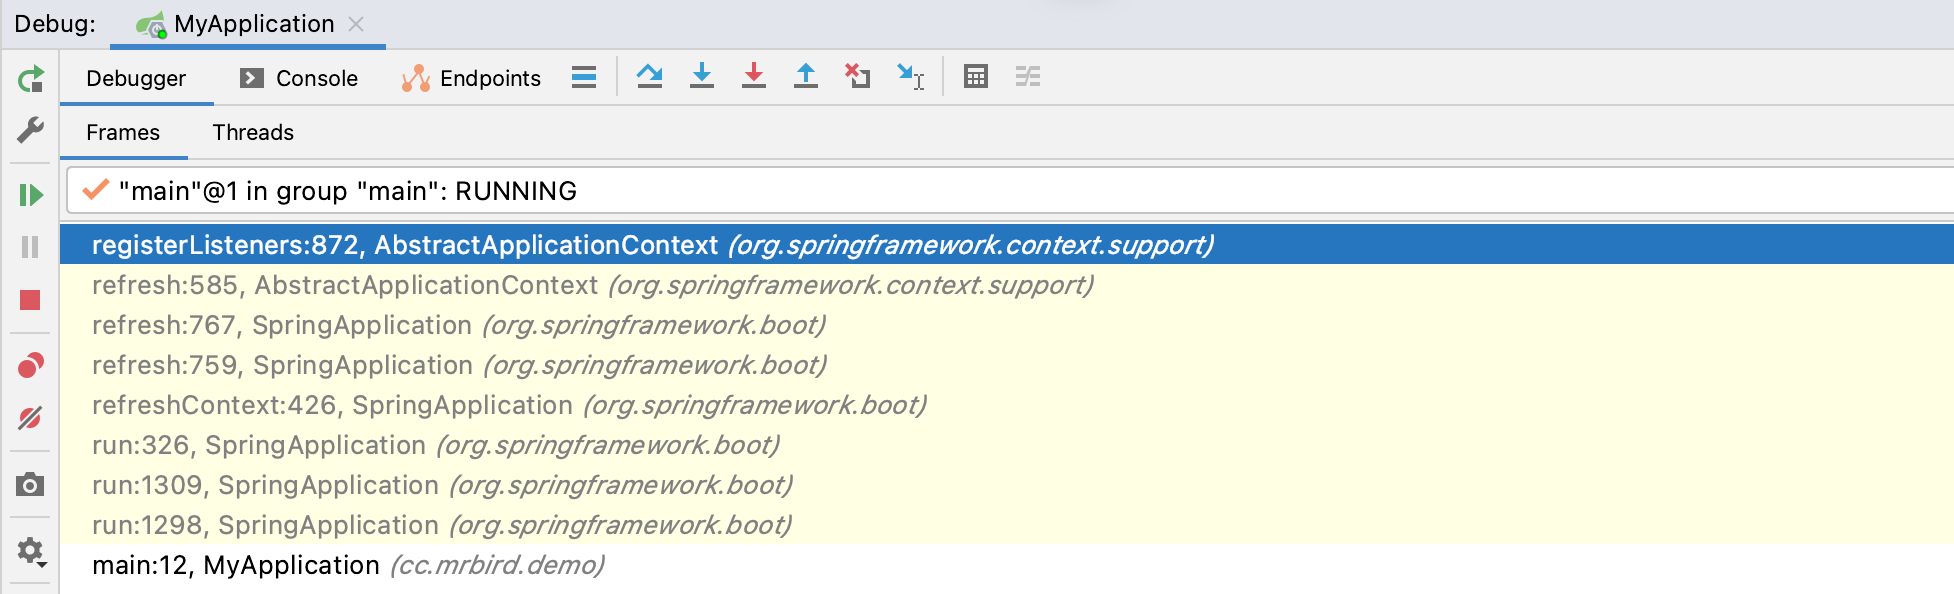 Debug: MyApplication
Debugger Console Endpoints
Frames Threads
"main"@1 in group "main": RUNNING
registerListeners:872, AbstractApplicationContext (org.springframework.context.support)
refresh:585, AbstractApplicationContext (org.springframework.context.support)
refresh:767, SpringApplication (org.springframework.boot)
refresh:759, SpringApplication (org.springframework.boot)
refreshContext:426, SpringApplication (org.springframework.boot)
run:326, SpringApplication (org.springframework.boot)
run:1309, SpringApplication (org.springframework.boot)
run:1298, SpringApplication (org.springframework.boot)
main:12, MyApplication (cc.mrbird.demo)